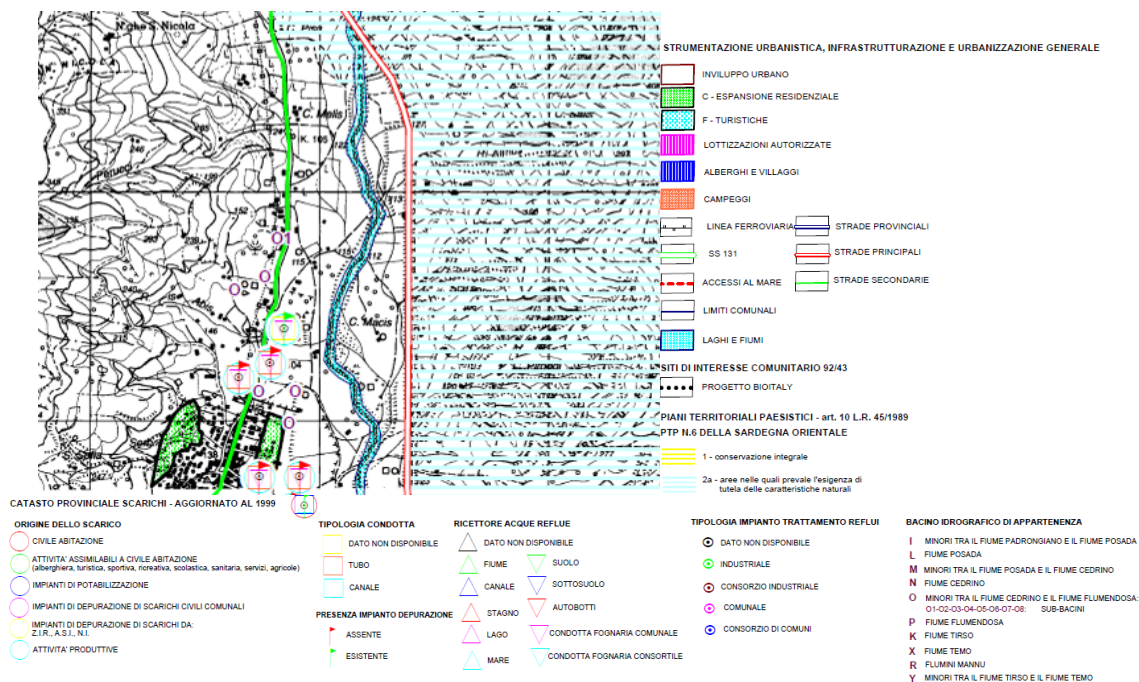 N'ghe S. Nicola
C. Melis
C. Macis
STRUMENTAZIONE URBANISTICA, INFRASTRUTTURAZIONE E URBANIZZAZIONE GENERALE
INVILUPPO URBANO
C - ESPANSIONE RESIDENZIALE
F - TURISTICHE
LOTTIZZAZIONI AUTORIZZATE
ALBERGHI E VILLAGGI
CAMPEGGI
LINEA FERROVIARIA
STRADE PROVINCIALI
SS 131
STRADE PRINCIPALI
ACCESSI AL MARE
STRADE SECONDARIE
LIMITI COMUNALI
LAGHI E FIUMI
SITI DI INTERESSE COMUNITARIO 92/43
PROGETTO BIOITALY
PIANI TERRITORIALI PAESISTICI - art. 10 L.R. 45/1989
PTP N.6 DELLA SARDEGNA ORIENTALE
1 - conservazione integrale
2a - aree nelle quali prevale l'esigenza di
tutela delle caratteristiche naturali
O1
O
O
O
O
O
CATASTO PROVINCIALE SCARICHI - AGGIORNATO AL 1999
ORIGINE DELLO SCARICO
CIVILE ABITAZIONE
ATTIVITA' ASSIMILABILI A CIVILE ABITAZIONE
(alberghiera, turistica, sportiva, ricreativa, scolastica, sanitaria, servizi, agricole)
IMPIANTI DI POTABILIZZAZIONE
IMPIANTI DI DEPURAZIONE DI SCARICHI CIVILI COMUNALI
IMPIANTI DI DEPURAZIONE DI SCARICHI DA:
Z.I.R., A.S.I., N.I.
ATTIVITA' PRODUTTIVE
TIPOLOGIA CONDOTTA
DATO NON DISPONIBILE
TUBO
CANALE
PRESENZA IMPIANTO DEPURAZIONE
ASSENTE
ESISTENTE
RICETTORE ACQUE REFLUE
DATO NON DISPONIBILE
FIUME
SUOLO
CANALE
SOTTOSUOLO
STAGNO
AUTOBOTTI
LAGO
CONDOTTA FOGNARIA COMUNALE
MARE
CONDOTTA FOGNARIA CONSORTILE
TIPOLOGIA IMPIANTO TRATTAMENTO REFLUI
DATO NON DISPONIBILE
INDUSTRIALE
CONSORZIO INDUSTRIALE
COMUNALE
CONSORZIO DI COMUNI
BACINO IDROGRAFICO DI APPARTENENZA
I MINORI TRA IL FIUME PADRONGIANO E IL FIUME POSADA
L FIUME POSADA
M MINORI TRA IL FIUME POSADA E IL FIUME CEDRINO
N FIUME CEDRINO
O MINORI TRA IL FIUME CEDRINO E IL FIUME FLUMENDOSA:
O1-O2-O3-O4-O5-O6-O7-O8: SUB-BACINI
P FIUME FLUMENDOSA
K FIUME TIRSO
X FIUME TEMO
R FLUMINI MANNU
Y MINORI TRA IL FIUME TIRSO E IL FIUME TEMO